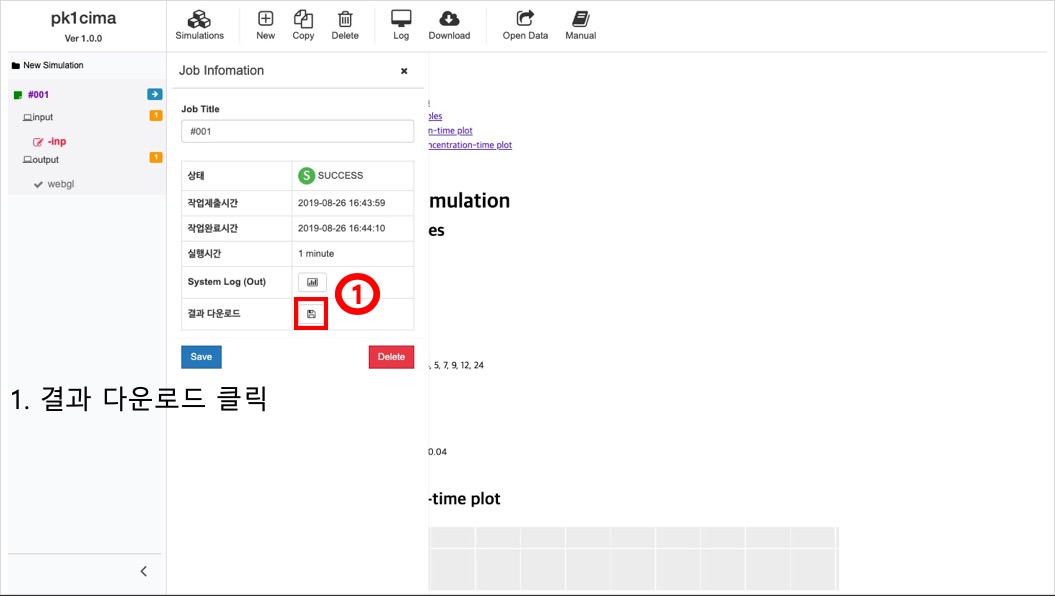 pk1cima
Ver 1.0.0
Simulations
New
Copy
Delete
Log
Download
Open Data
Manual
New Simulation
#001
input
1
-inp
output
1
webgl
Job Infomation
×
Job Title
#001
상태 S SUCCESS
작업제출시간 2019-08-26 16:43:59
작업완료시간 2019-08-26 16:44:10
실행시간 1 minute
System Log (Out)
1
결과 다운로드
Save
Delete
1. 결과 다운로드 클릭
bles
n-time plot
ncentration-time plot
mulation
es
, 5, 7, 9, 12, 24
0.04
-time plot